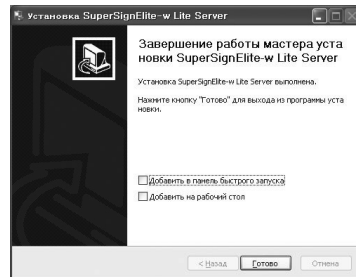 Установка SuperSignElite-w Lite Server
Завершение работы мастера уста
новки SuperSignElite-w Lite Server
Установка SuperSignElite-w Lite Server выполнена.
Нажмите кнопку "Готово" для выхода из программы уста
новки.
Добавить в панель быстрого запуска
Добавить на рабочий стол
< Назад Готово Отмена